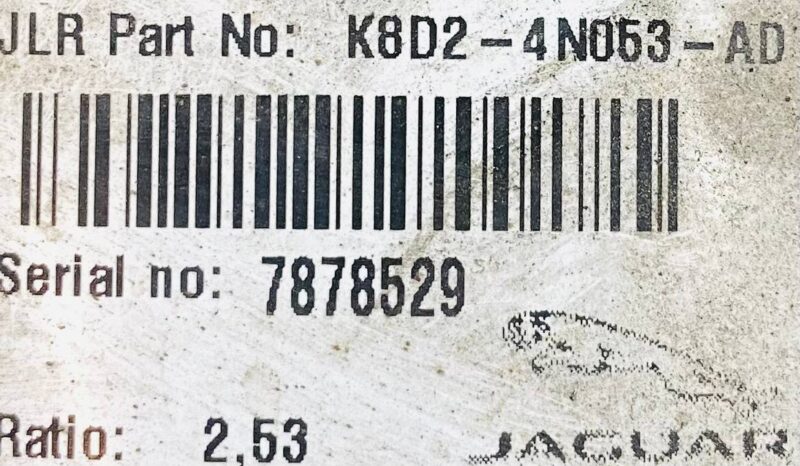 JLR Part No: K8D2-4N053-AD
Serial no: 7878529
Ratio: 2,53
JAGUAR